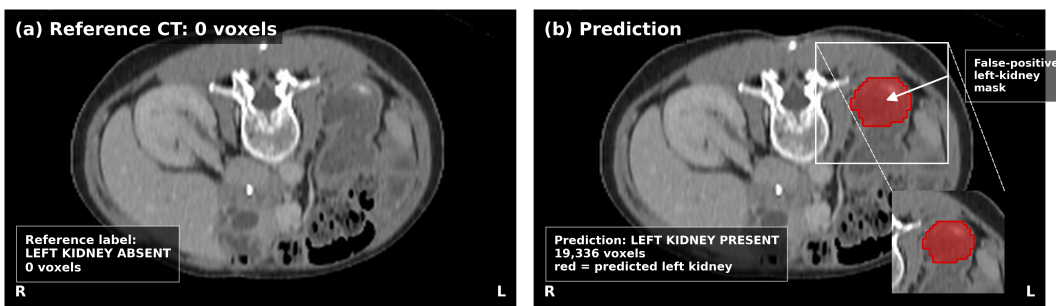 (a) Reference CT: 0 voxels
Reference label:
LEFT KIDNEY ABSENT
0 voxels
R
L
(b) Prediction
False-positive
left-kidney
mask
Prediction: LEFT KIDNEY PRESENT
19,336 voxels
red = predicted left kidney
R
L